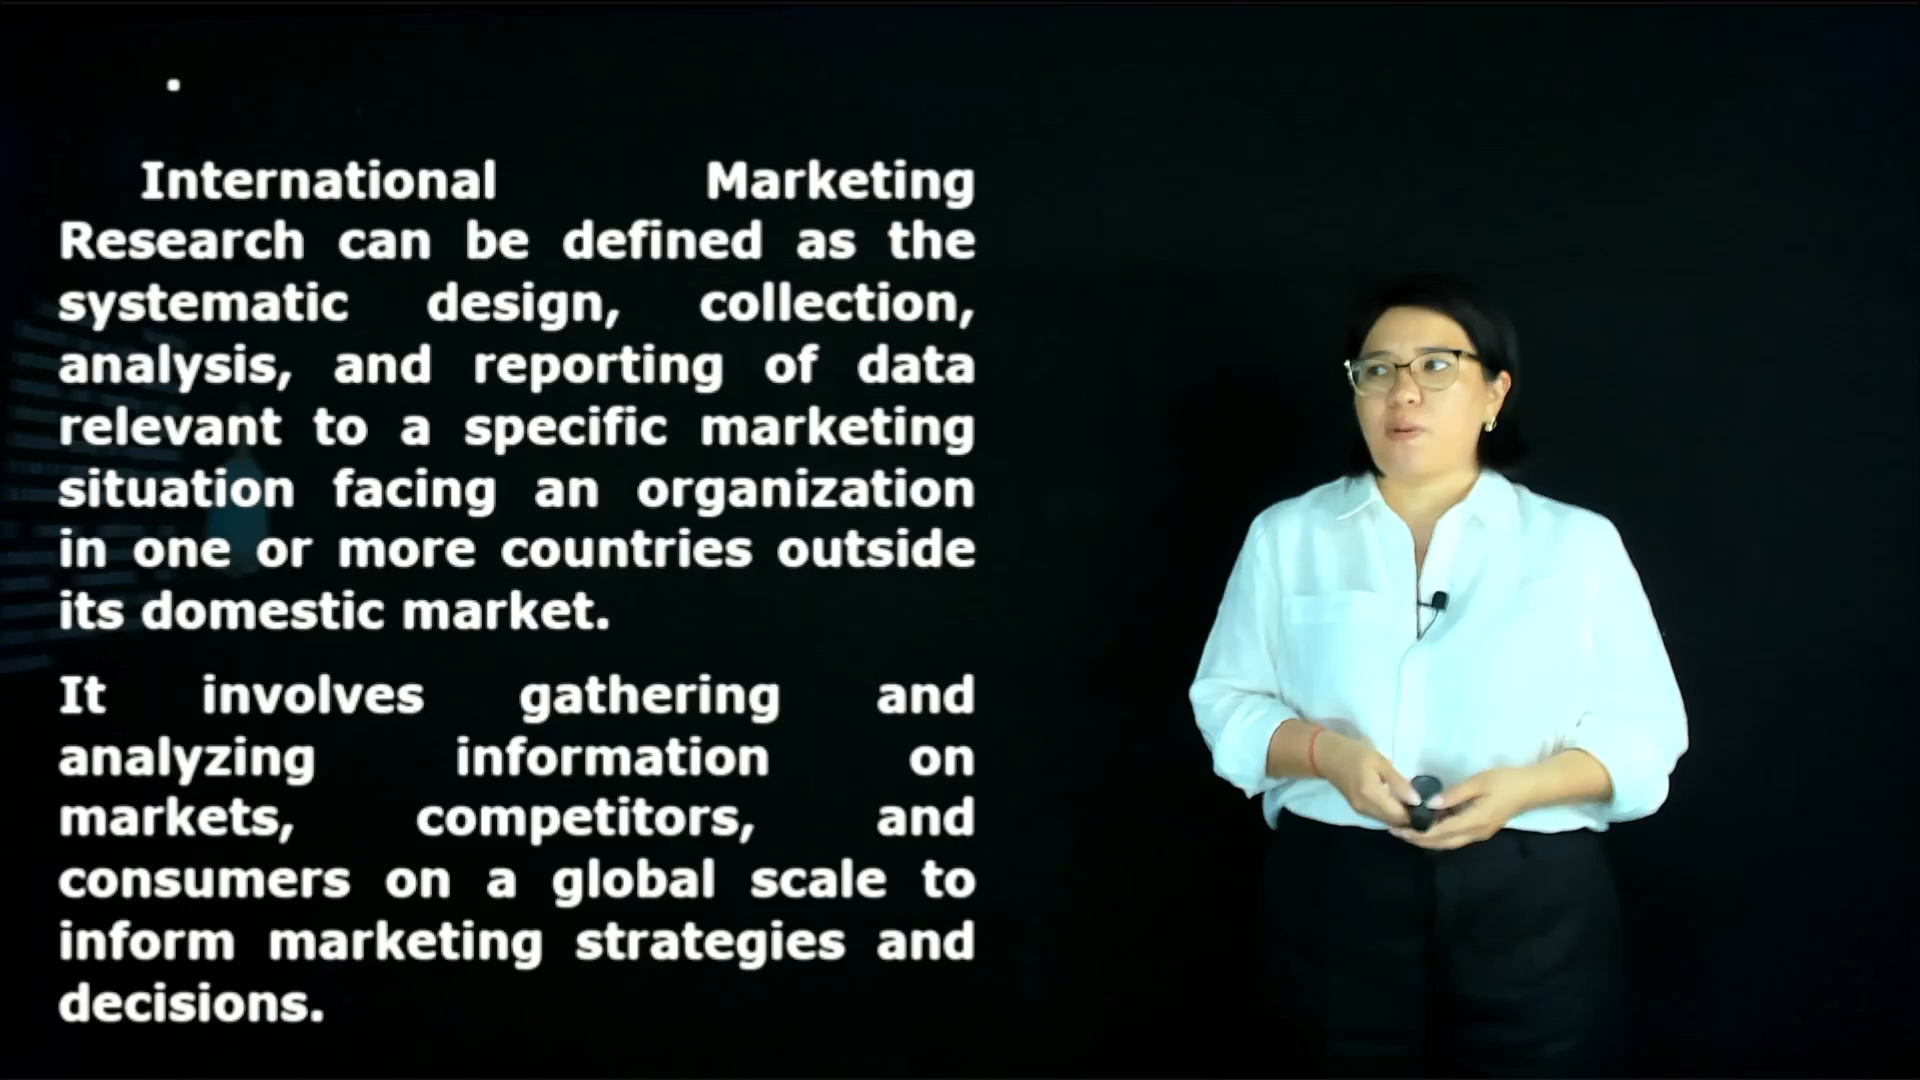 International Marketing
Research can be defined as the
systematic design, collection,
analysis, and reporting of data
relevant to a specific marketing
situation facing an organization
in one or more countries outside
its domestic market.
It involves gathering and
analyzing information on
markets, competitors, and
consumers on a global scale to
inform marketing strategies and
decisions.